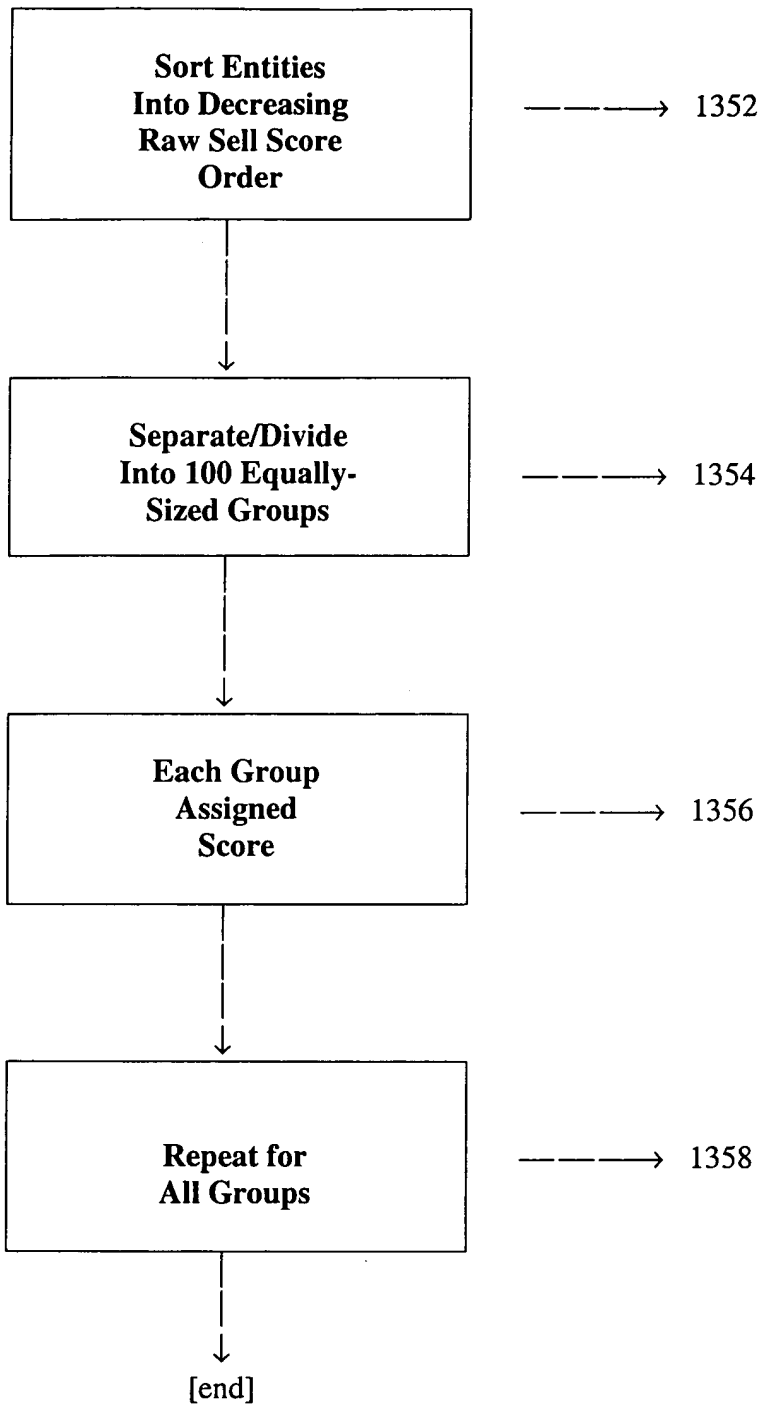 Sort Entities
Into Decreasing
Raw Sell Score
Order
1352
Separate/Divide
Into 100 Equally-
Sized Groups
1354
Each Group
Assigned
Score
1356
Repeat for
All Groups
1358
[end]